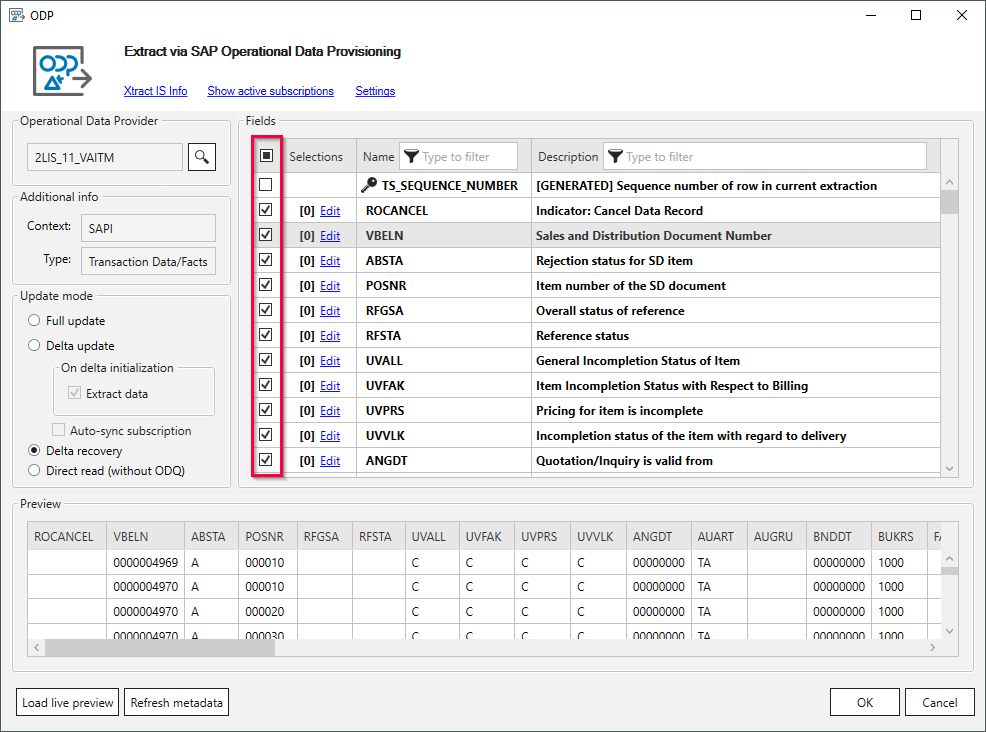 ODP
Extract via SAP Operational Data Provisioning
Xtract IS Info Show active subscriptions Settings
Operational Data Provider
2LIS_11_VAITM
Additional info
Context: SAPI
Type: Transaction Data/Facts
Update mode
Full update
Delta update
On delta initialization
Extract data
Auto-sync subscription
Delta recovery
Direct read (without ODQ)
Fields
Selections Name Type to filter Description Type to filter
TS_SEQUENCE_NUMBER [GENERATED] Sequence number of row in current extraction
[0] Edit ROCANCEL Indicator: Cancel Data Record
[0] Edit VBELN Sales and Distribution Document Number
[0] Edit ABSTA Rejection status for SD item
[0] Edit POSNR Item number of the SD document
[0] Edit RFGSA Overall status of reference
[0] Edit RFSTA Reference status
[0] Edit UVALL General Incompletion Status of Item
[0] Edit UVFAK Item Incompletion Status with Respect to Billing
[0] Edit UVPRS Pricing for item is incomplete
[0] Edit UVVLK Incompletion status of the item with regard to delivery
[0] Edit ANGDT Quotation/Inquiry is valid from
Preview
ROCANCEL VBELN ABSTA POSNR RFGSA RFSTA UVALL UVFAK UVPRS UVVLK ANGDT AUART AUGRU BNDDT BUKRS
0000004969 A 000010 C C C C 00000000 TA 00000000 1000
0000004970 A 000010 C C C C 00000000 TA 00000000 1000
0000004970 A 000020 C C C C 00000000 TA 00000000 1000
0000004970 A 000030 C C C C 00000000 TA 00000000 1000
Load live preview Refresh metadata OK Cancel